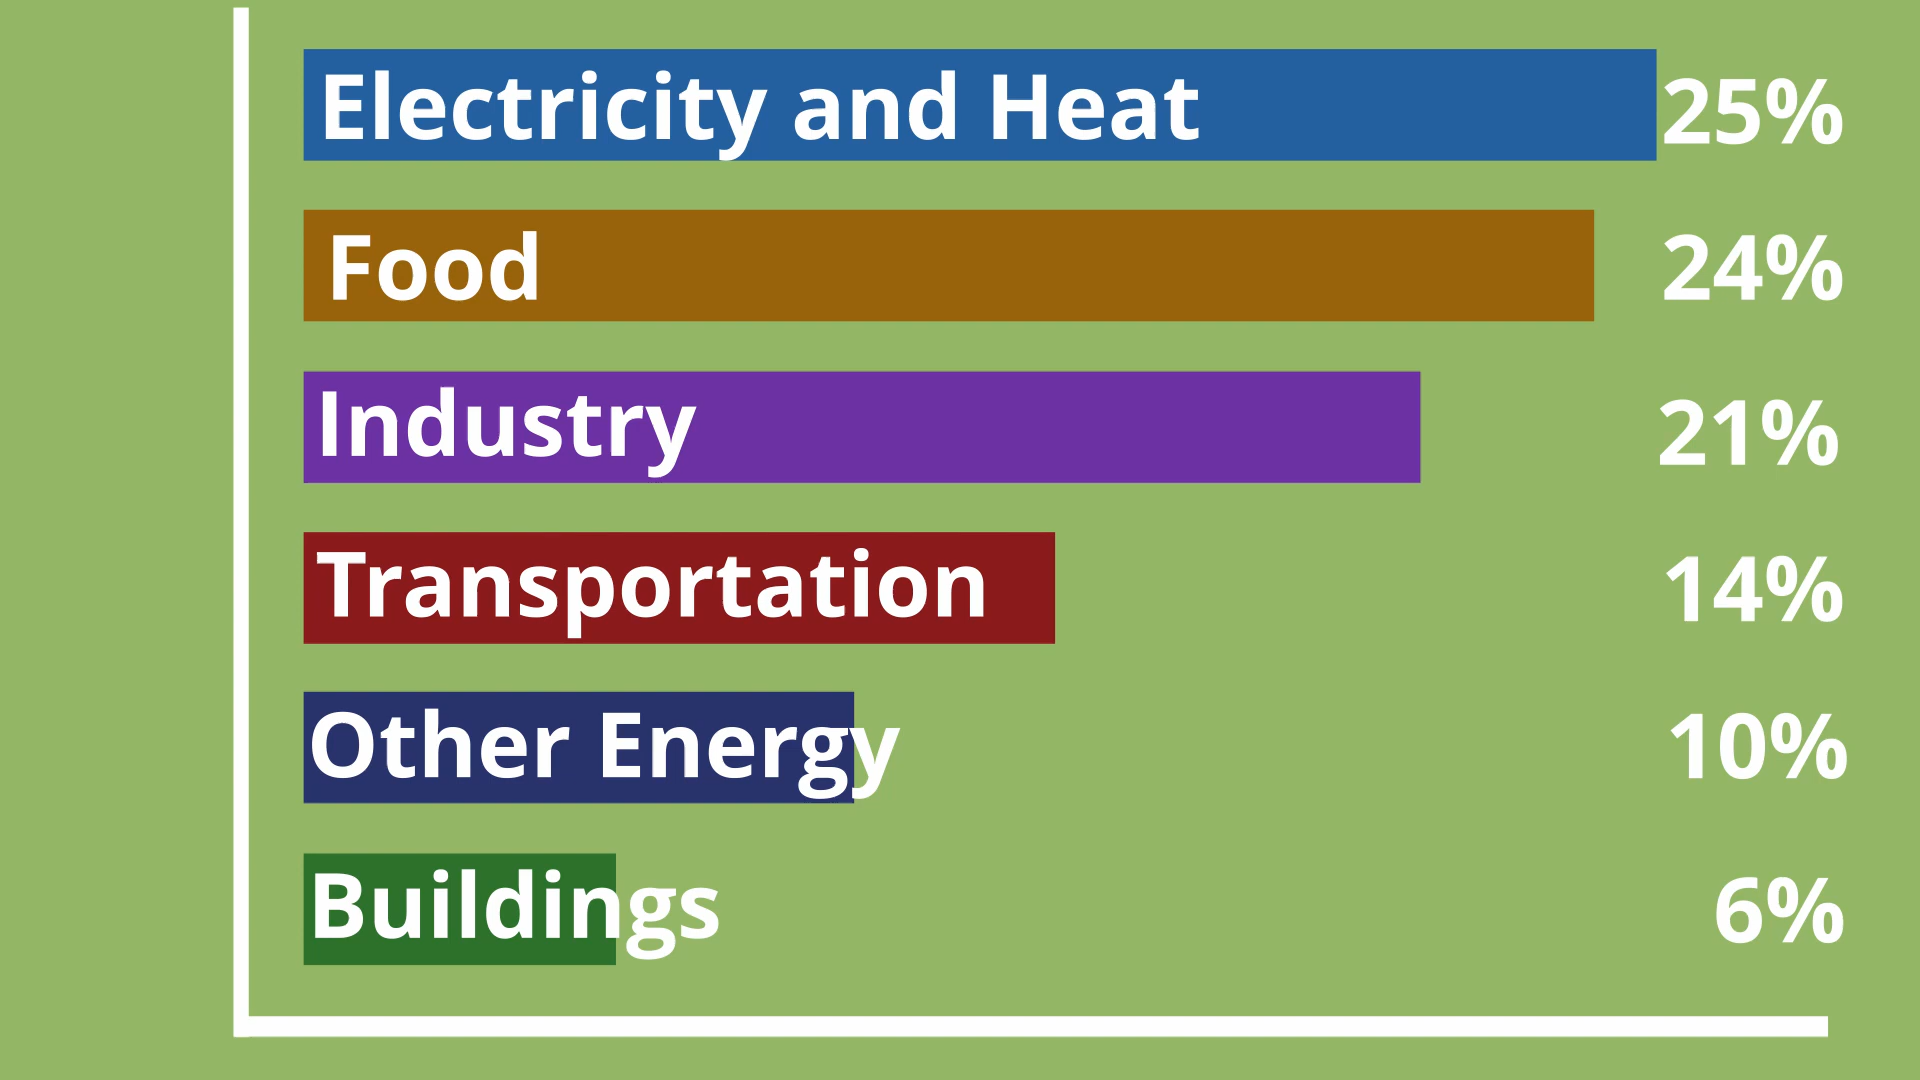 Electricity and Heat 25%
Food 24%
Industry 21%
Transportation 14%
Other Energy 10%
Buildings 6%